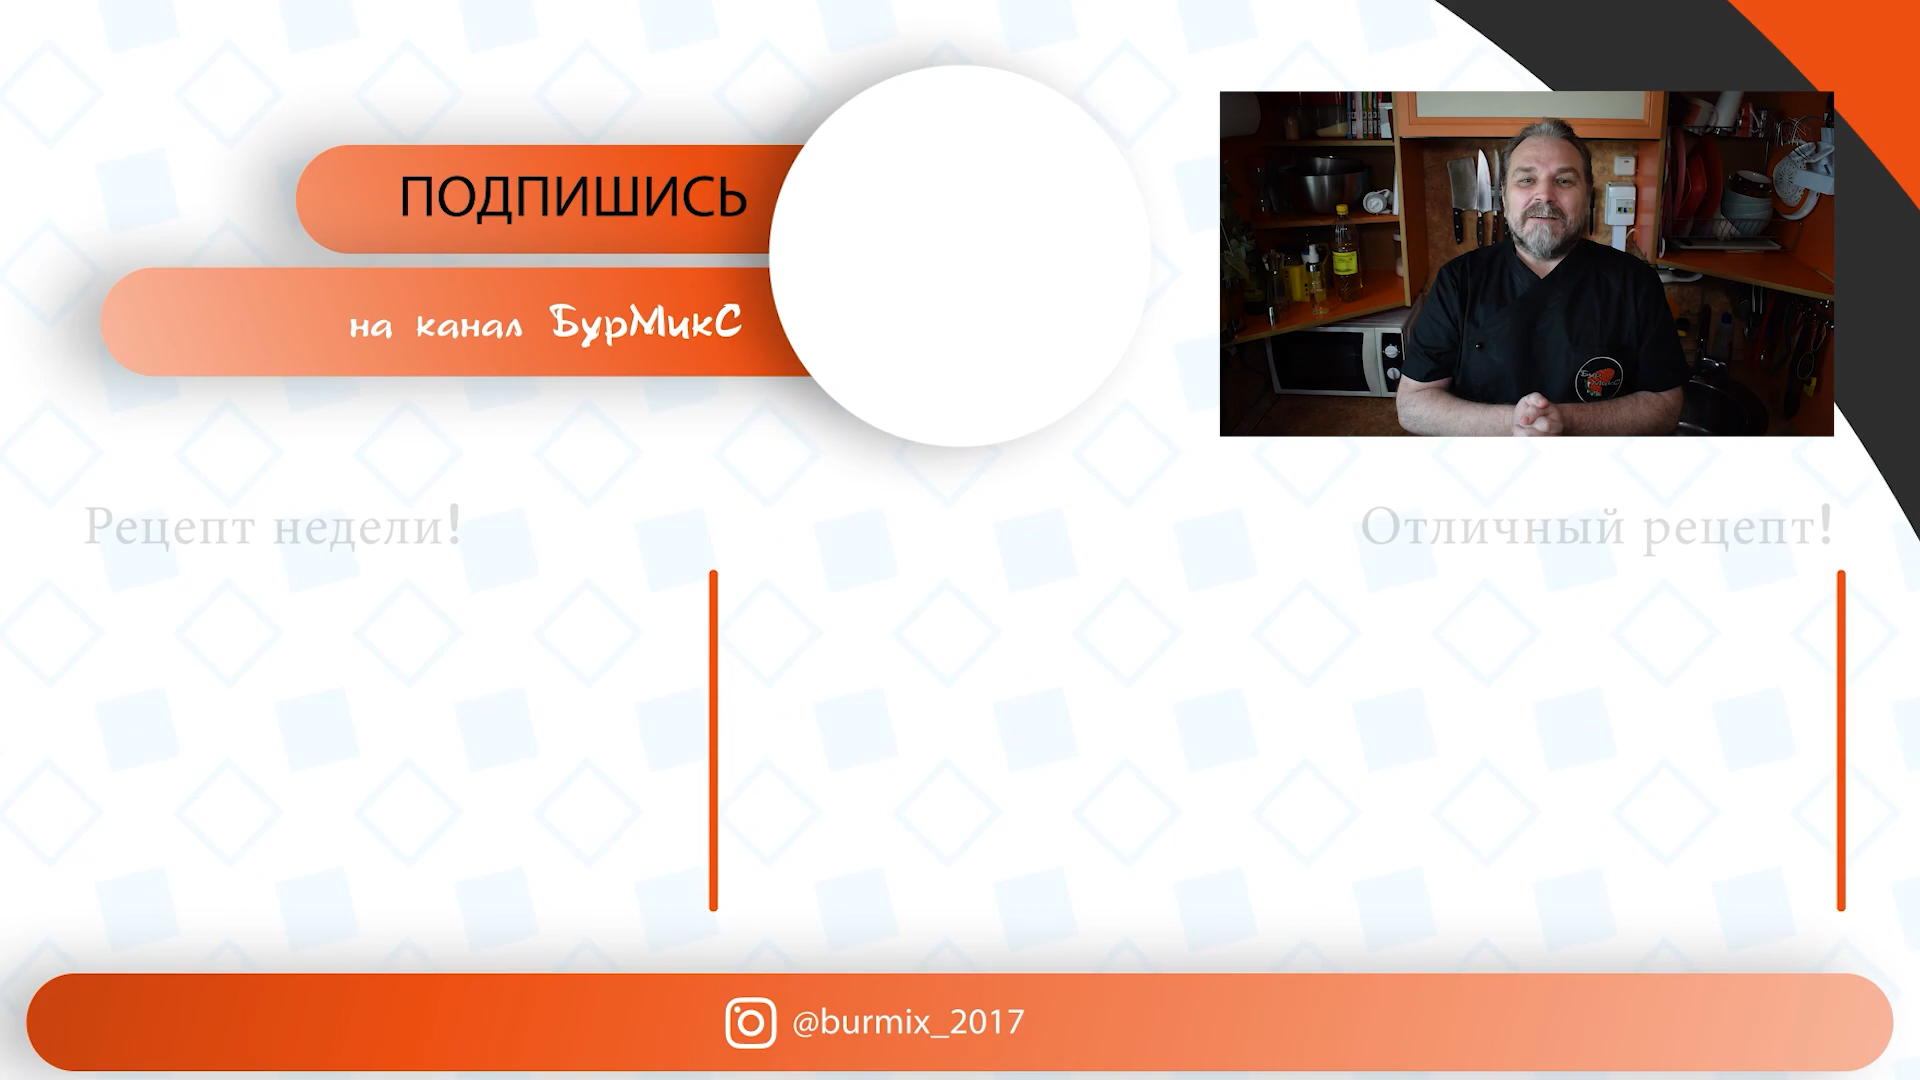 ПОДПИШИСЬ
на канал БурМикС
Рецепт недели!
Отличный рецепт!
@burmix_2017